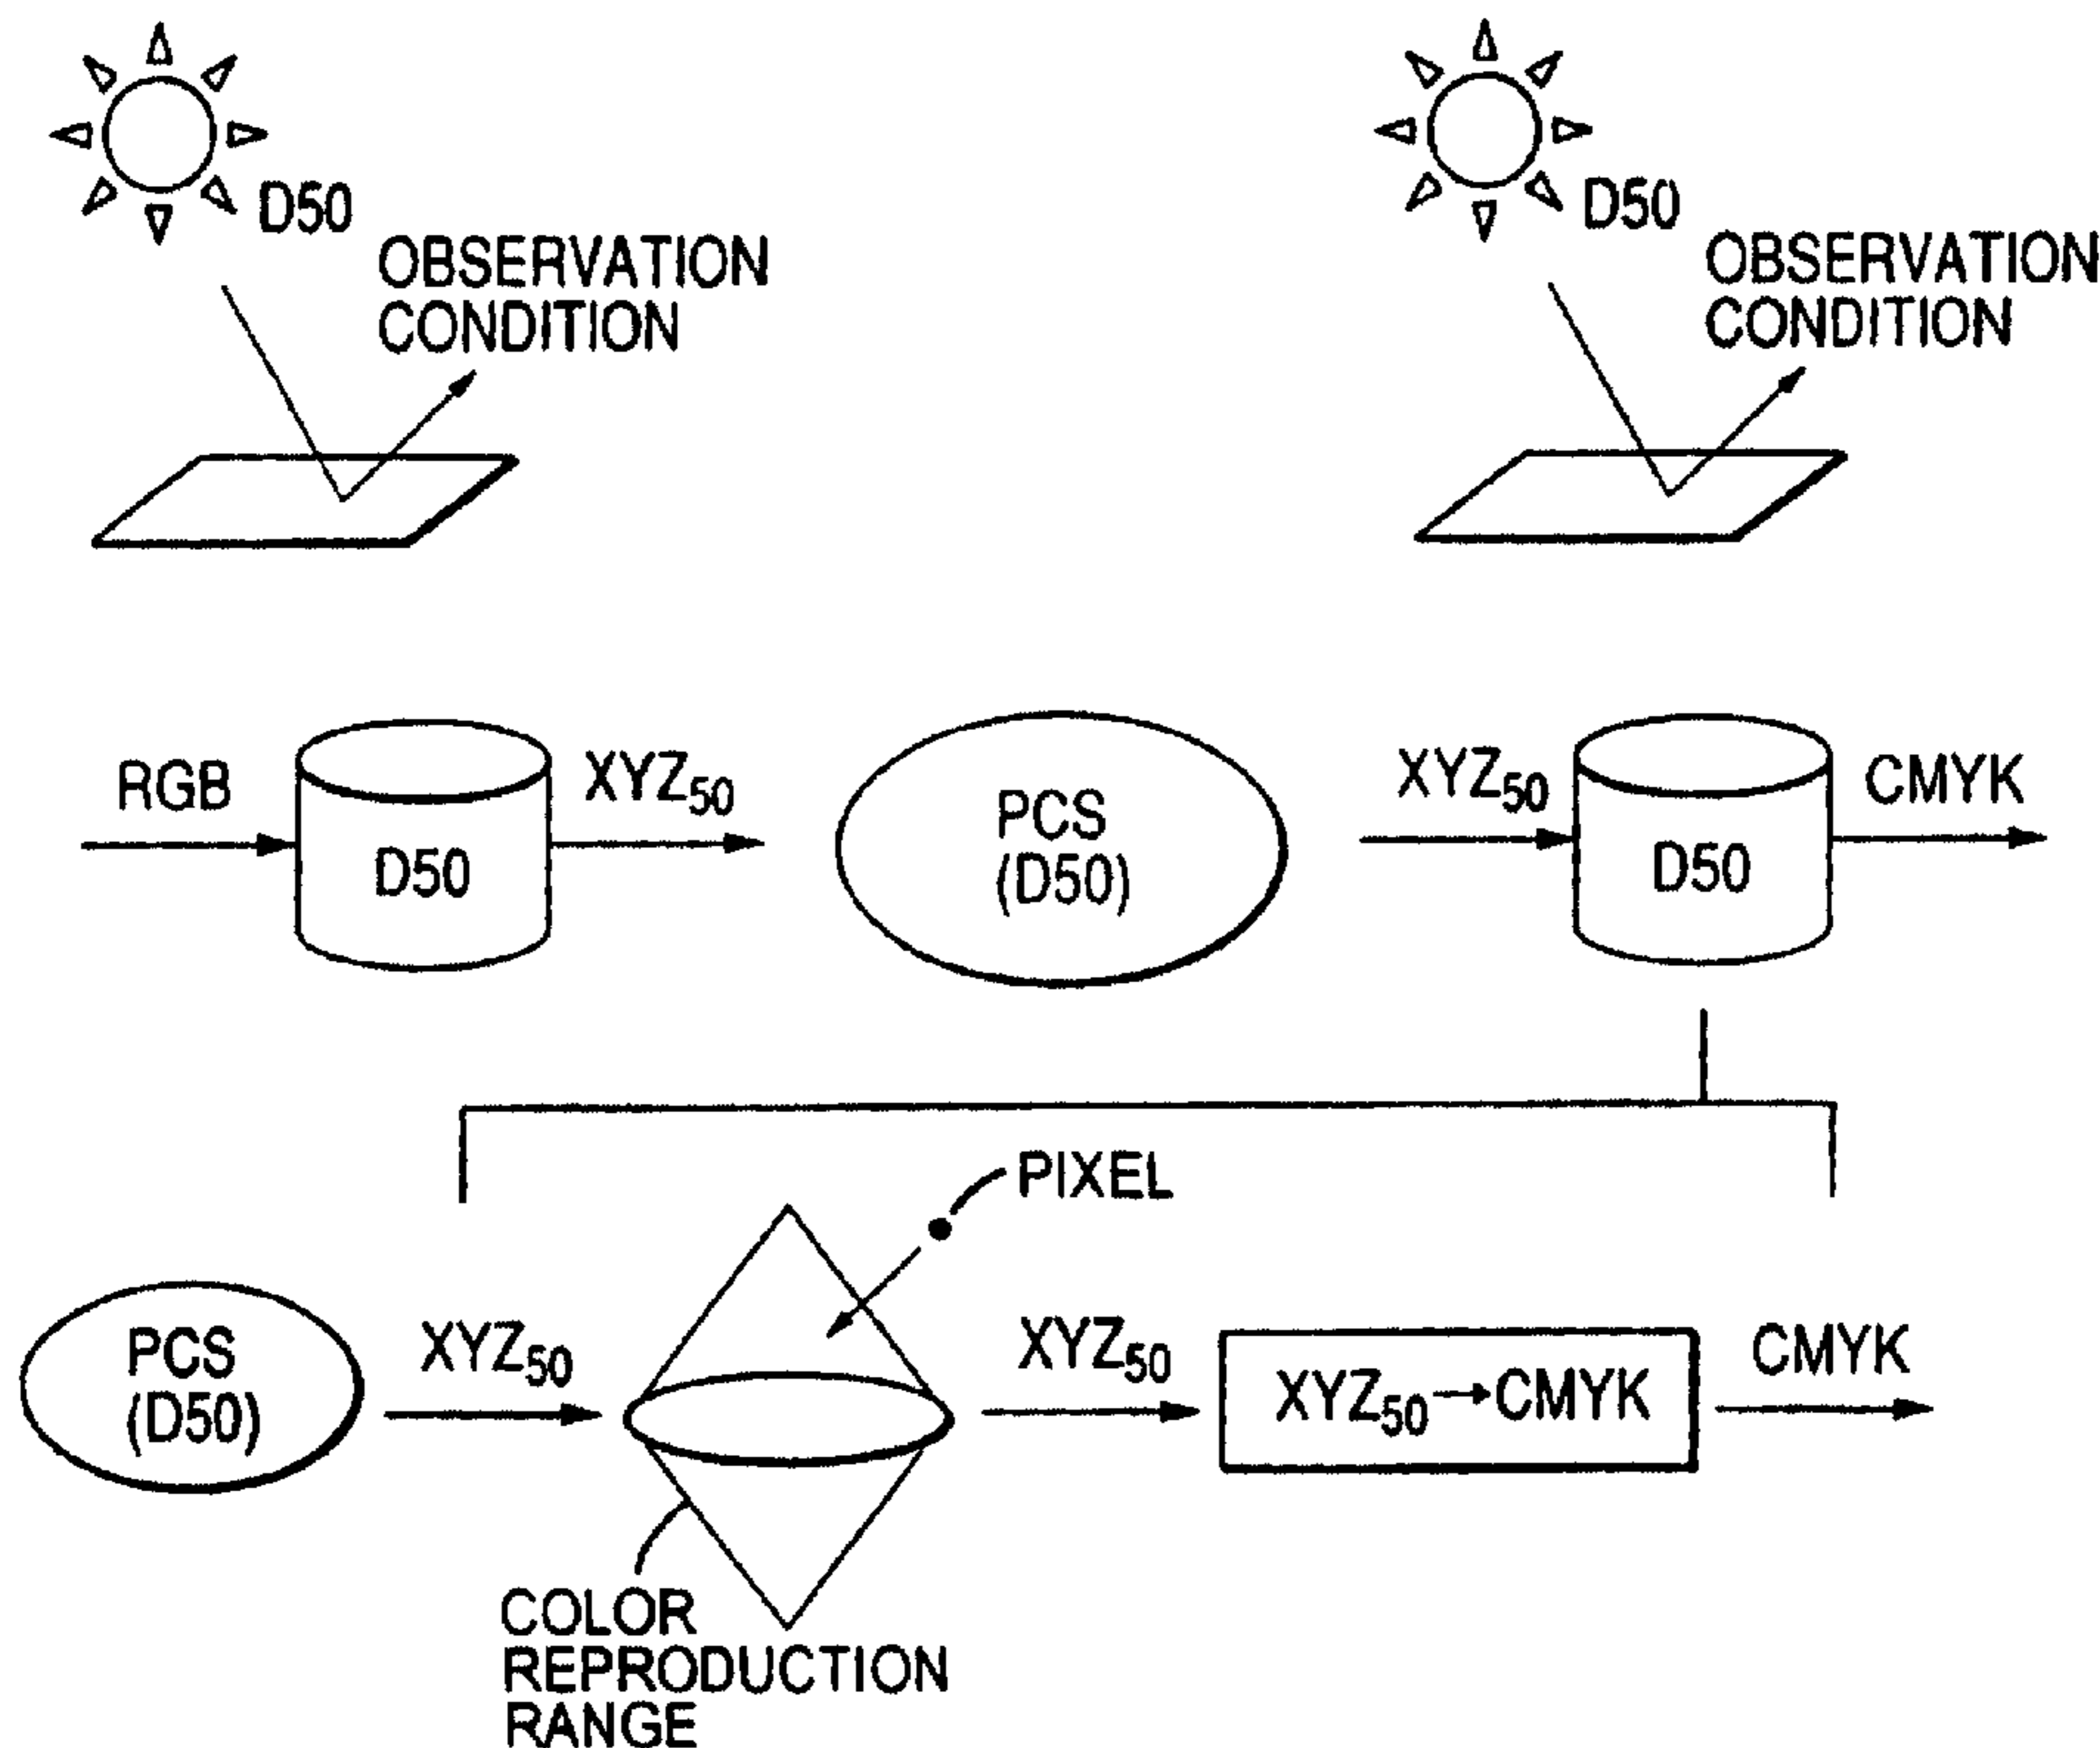 D50
OBSERVATION
CONDITION
D50
OBSERVATION
CONDITION
RGB
D50
XYZ50
PCS
(D50)
XYZ50
D50
CMYK
PIXEL
PCS
(D50)
XYZ50
XYZ50
XYZ50→CMYK
CMYK
COLOR
REPRODUCTION
RANGE